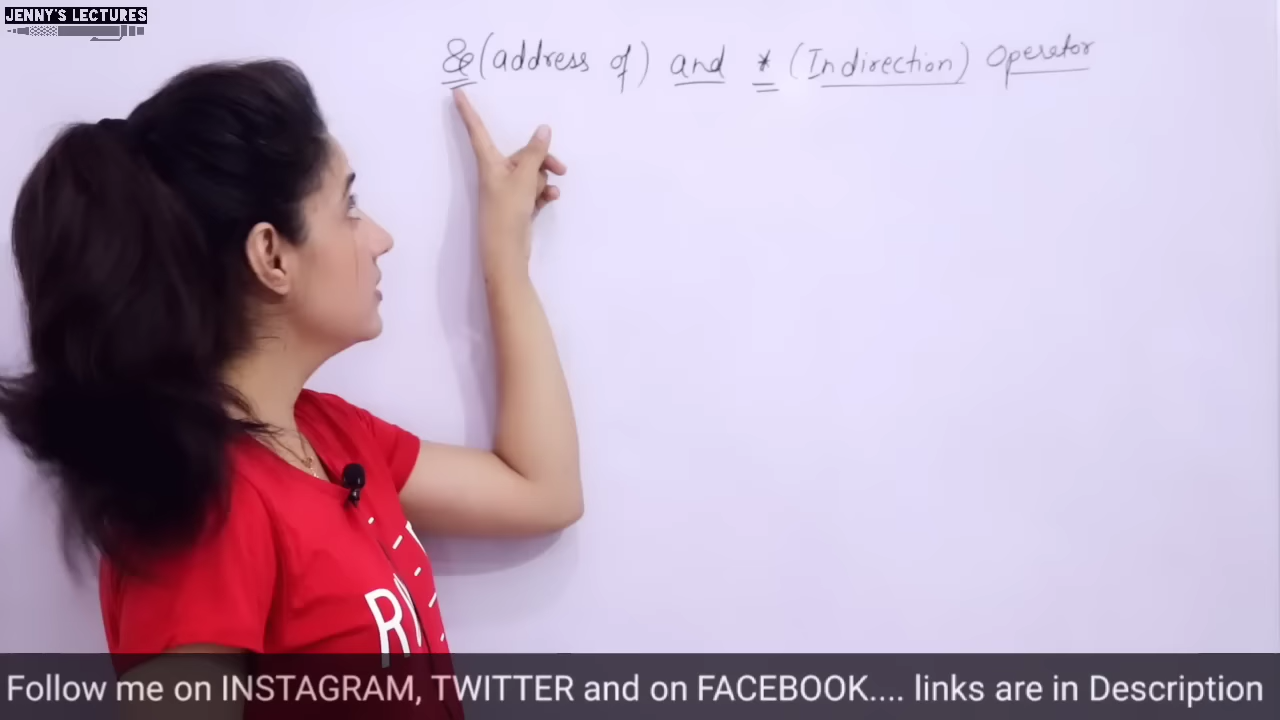 JENNY'S LECTURES
& (address of) and * (Indirection) Operator
R
Follow me on INSTAGRAM, TWITTER and on FACEBOOK.... links are in Description